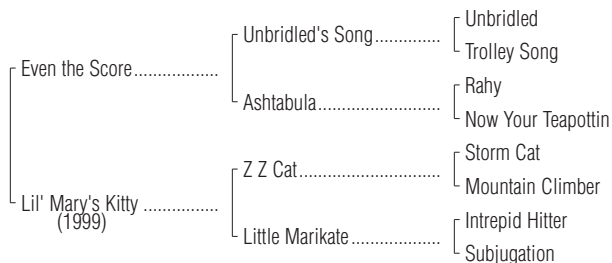 Unbridled
Unbridled's Song...............
Trolley Song
Even the Score...................
Rahy
Ashtabula............................
Now Your Teapottin
Storm Cat
Z Z Cat.................................
Mountain Climber
Lil' Mary's Kitty .................
(1999)
Intrepid Hitter
Little Marikate ....................
Subjugation